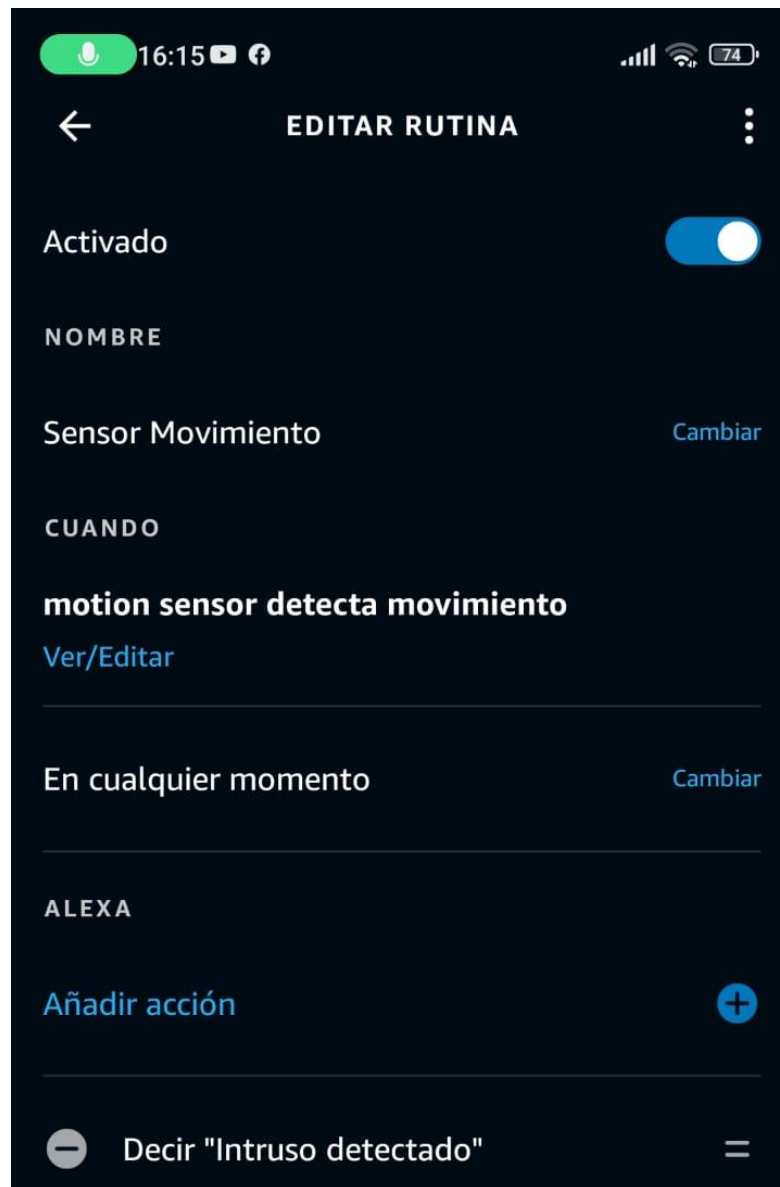 16:15
74
EDITAR RUTINA
Activado
NOMBRE
Sensor Movimiento
Cambiar
CUANDO
motion sensor detecta movimiento
Ver/Editar
En cualquier momento
Cambiar
ALEXA
Añadir acción
Decir "Intruso detectado"